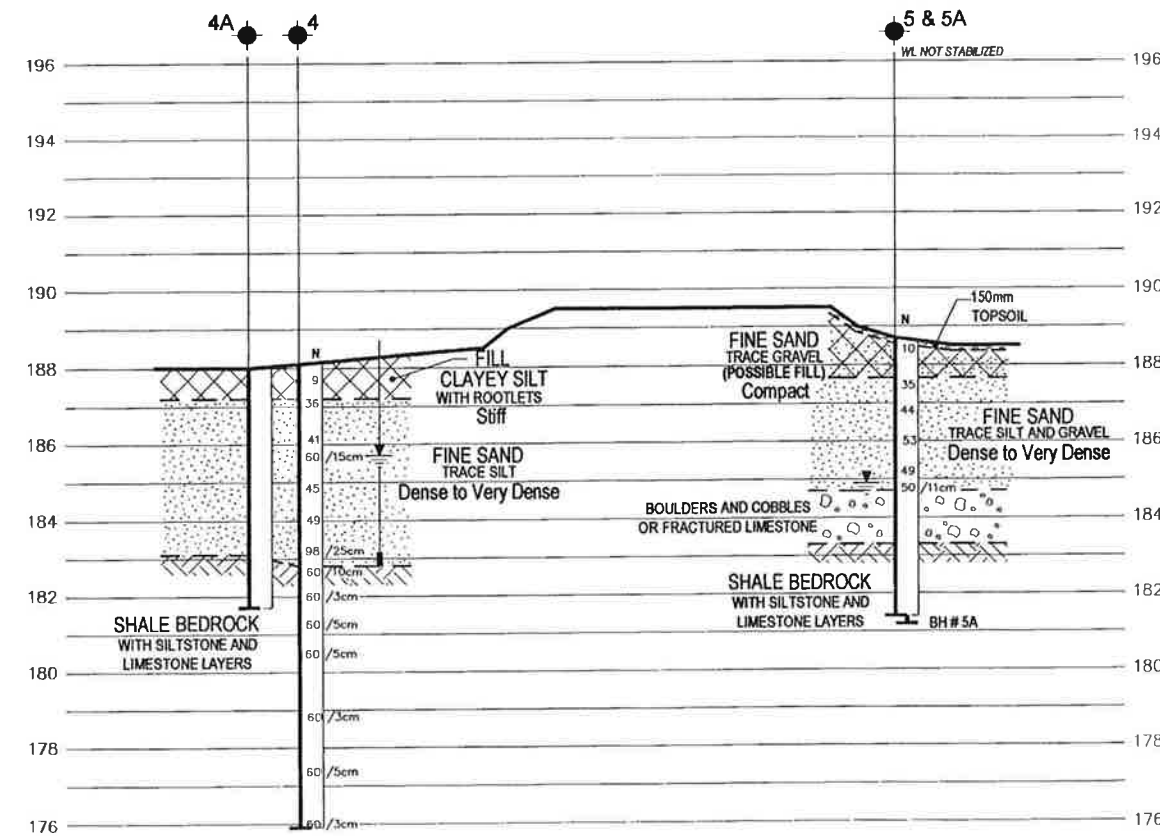 4A
4
5 & 5A
WL NOT STABILIZED
196
196
194
194
192
192
190
190
150mm
TOPSOIL
N
N
188
188
FILL
CLAYEY SILT
WITH ROOTLETS
Stiff
9
36
41
60 /15cm
45
49
98 /25cm
60 /10cm
60 /3cm
60 /5cm
60 /5cm
60 /3cm
60 /5cm
60 /3cm
FINE SAND
TRACE GRAVEL
(POSSIBLE FILL)
Compact
10
35
44
53
49
50 /11cm
FINE SAND
TRACE SILT AND GRAVEL
Dense to Very Dense
186
186
FINE SAND
TRACE SILT
Dense to Very Dense
BOULDERS AND COBBLES
OR FRACTURED LIMESTONE
184
184
182
182
SHALE BEDROCK
WITH SILTSTONE AND
LIMESTONE LAYERS
SHALE BEDROCK
WITH SILTSTONE AND
LIMESTONE LAYERS
BH # 5A
180
180
178
178
176
176